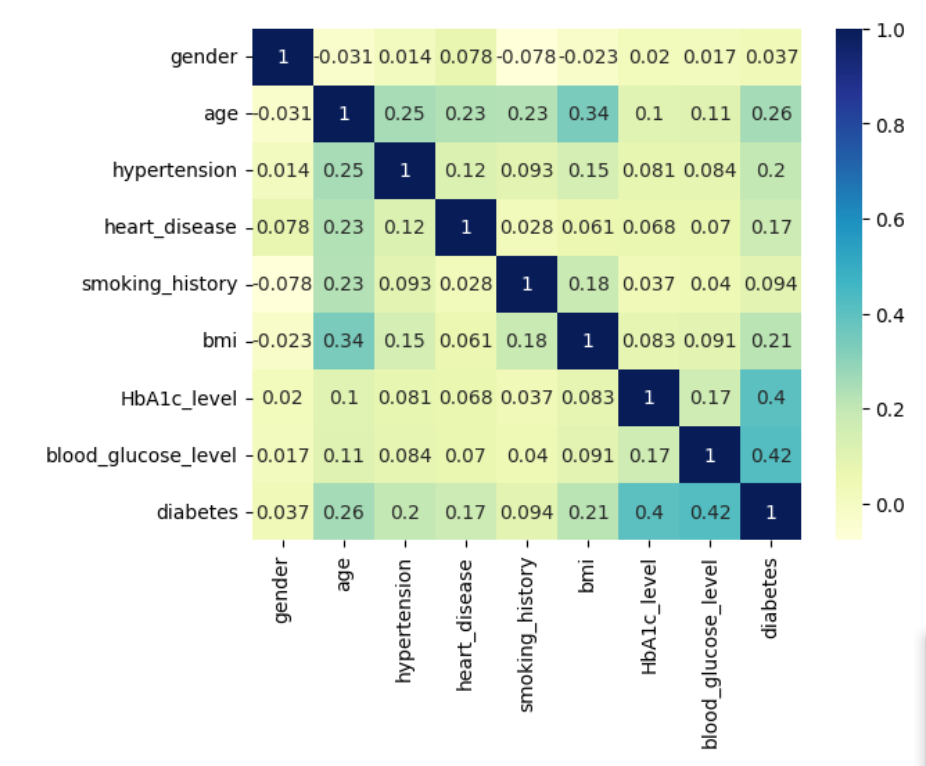 gender 1 -0.031 0.014 0.078 -0.078 -0.023 0.02 0.017 0.037
age -0.031 1 0.25 0.23 0.23 0.34 0.1 0.11 0.26
hypertension 0.014 0.25 1 0.12 0.093 0.15 0.081 0.084 0.2
heart_disease 0.078 0.23 0.12 1 0.028 0.061 0.068 0.07 0.17
smoking_history -0.078 0.23 0.093 0.028 1 0.18 0.037 0.04 0.094
bmi -0.023 0.34 0.15 0.061 0.18 1 0.083 0.091 0.21
HbA1c_level 0.02 0.1 0.081 0.068 0.037 0.083 1 0.17 0.4
blood_glucose_level 0.017 0.11 0.084 0.07 0.04 0.091 0.17 1 0.42
diabetes 0.037 0.26 0.2 0.17 0.094 0.21 0.4 0.42 1
gender
age
hypertension
heart_disease
smoking_history
bmi
HbA1c_level
blood_glucose_level
diabetes
1.0
0.8
0.6
0.4
0.2
0.0